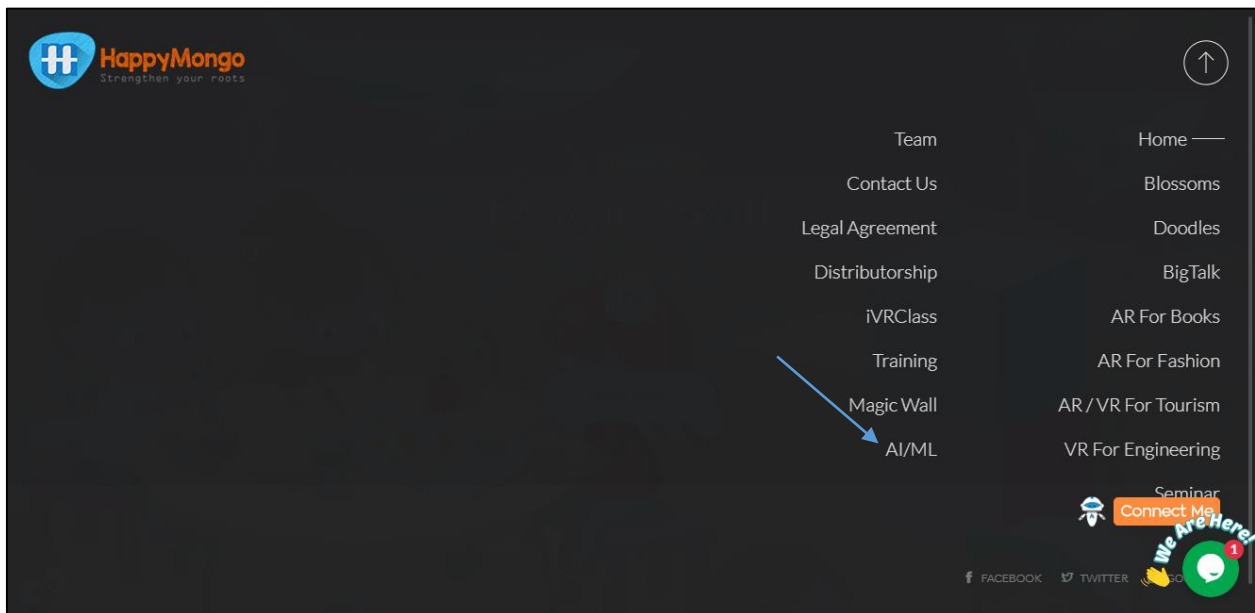 HappyMongo
Strengthen your roots
Team
Contact Us
Legal Agreement
Distributorship
iVRClass
Training
Magic Wall
AI/ML
Home
Blossoms
Doodles
BigTalk
AR For Books
AR For Fashion
AR / VR For Tourism
VR For Engineering
Seminar
Connect Me
We Are Here!
1
FACEBOOK
TWITTER